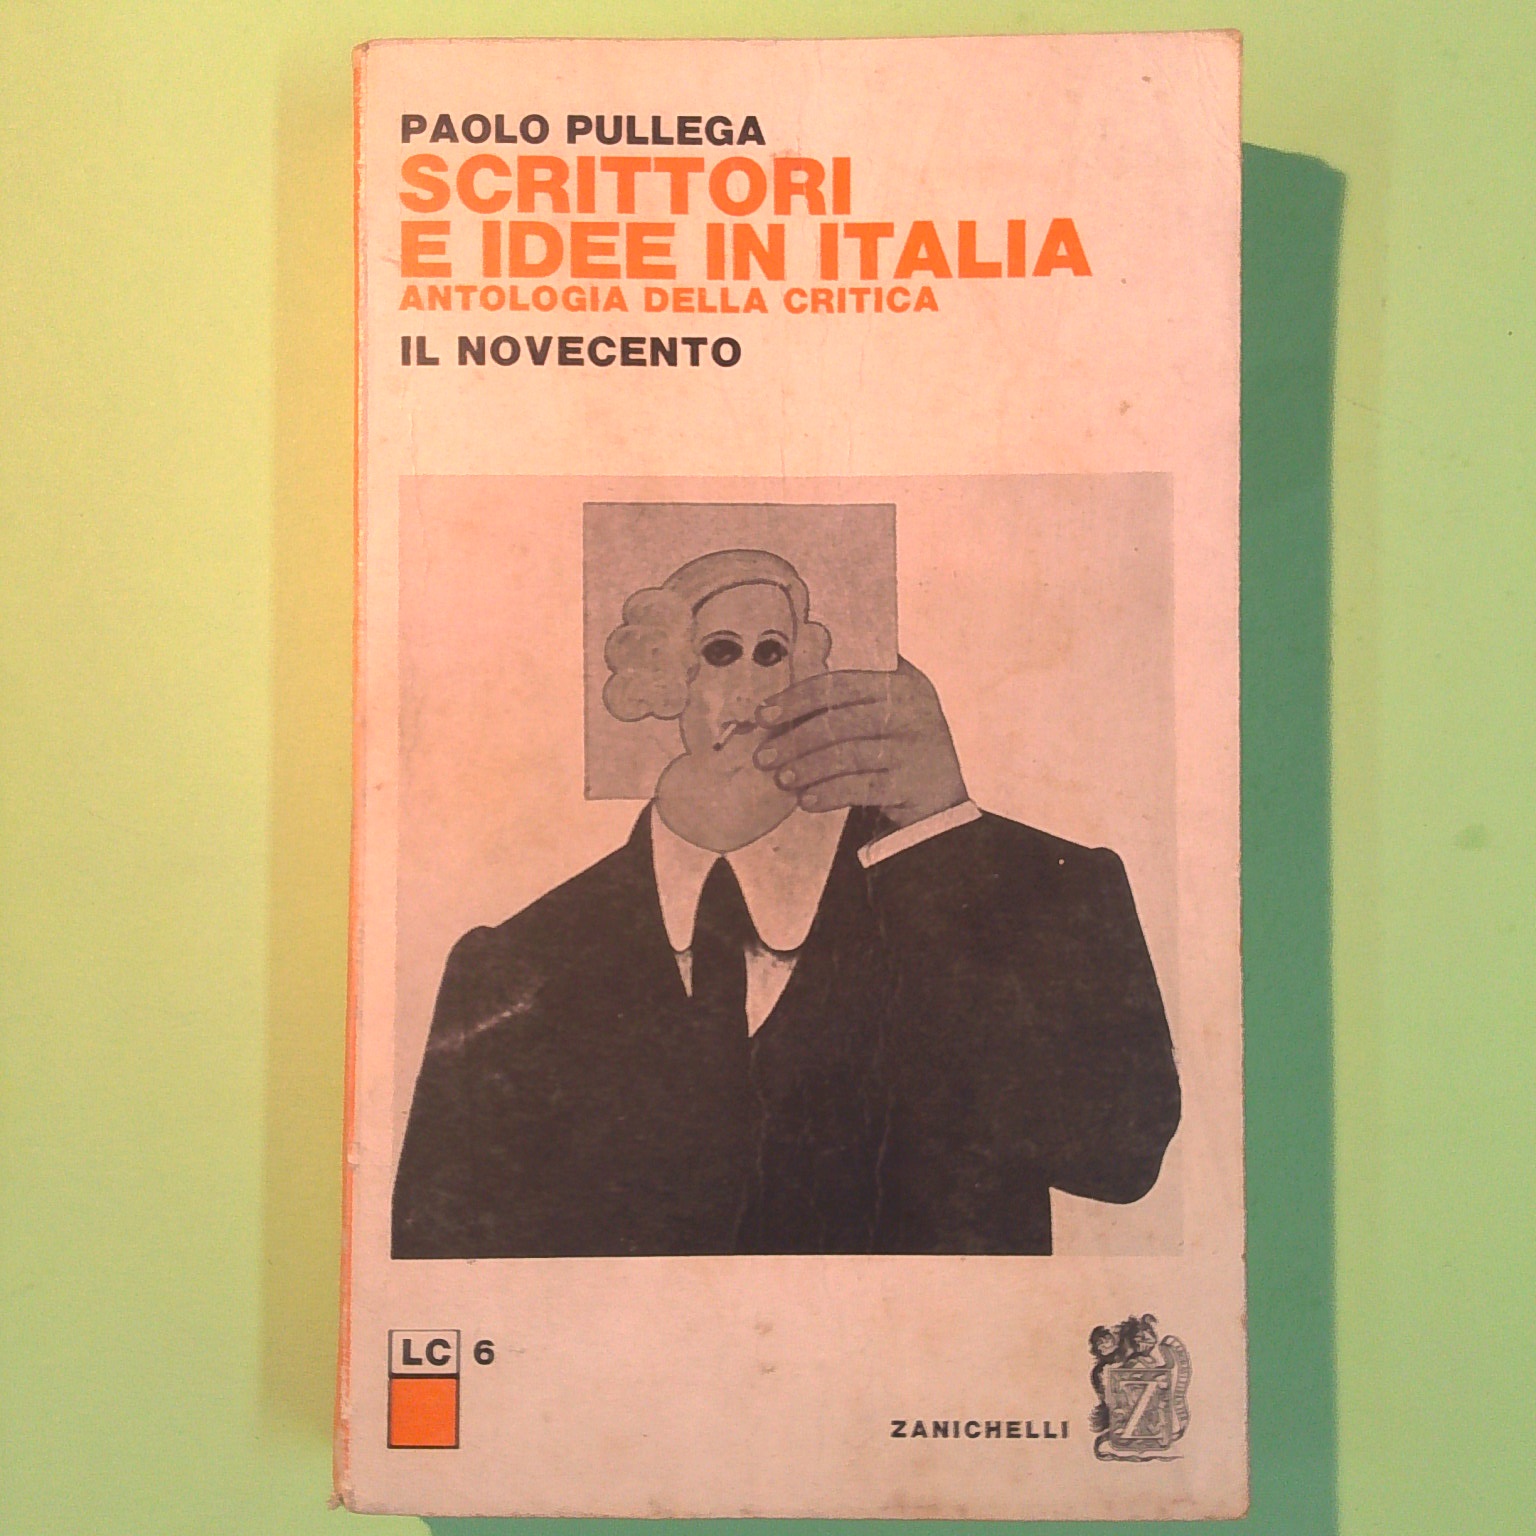 PAOLO PULLEGA
SCRITTORI
E IDEE IN ITALIA
ANTOLOGIA DELLA CRITICA
IL NOVECENTO
LC 6
ZANICHELLI
Z